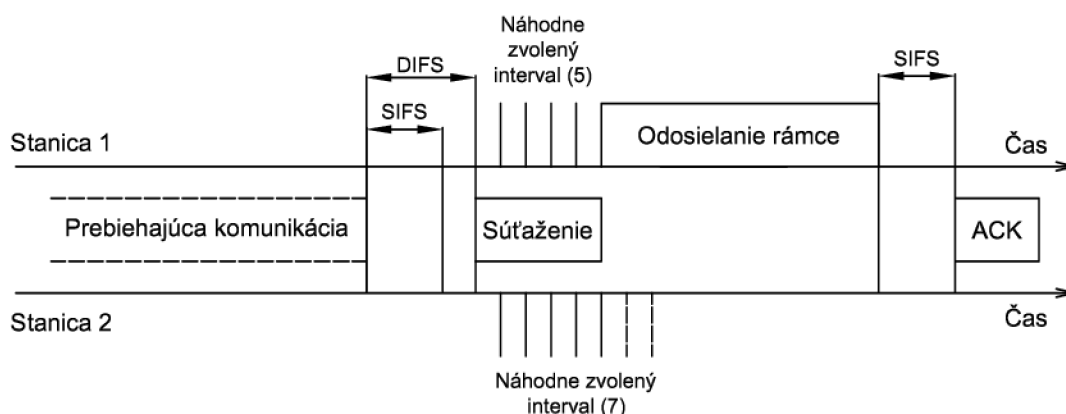 Náhodne
zvolený
interval (5)
DIFS
SIFS
SIFS
Stanica 1
Odosielanie rámce
Čas
Prebiehajúca komunikácia
Súťaženie
ACK
Stanica 2
Čas
Náhodne zvolený
interval (7)